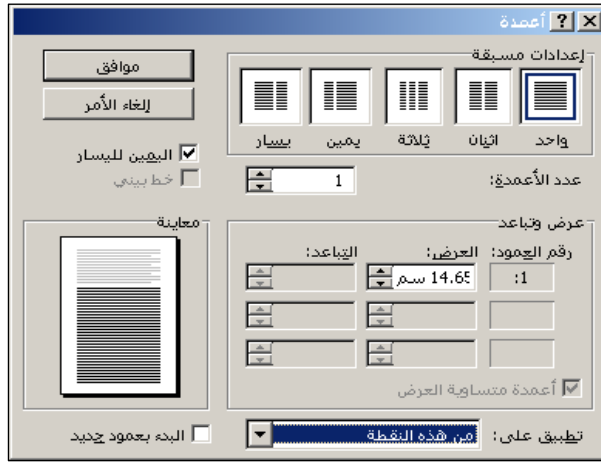 أعمدة
إعدادات مسبقة
موافق
إلغاء الأمر
واحد اثنان ثلاثة يمين يسار
اليمين لليسار
خط بيني
عدد الأعمدة: 1
عرض وتباعد
معاينة
رقم العمود: العرض: التباعد:
1: 14.65 سم
أعمدة متساوية العرض
تطبيق على: من هذه النقطة
البدء بعمود جديد